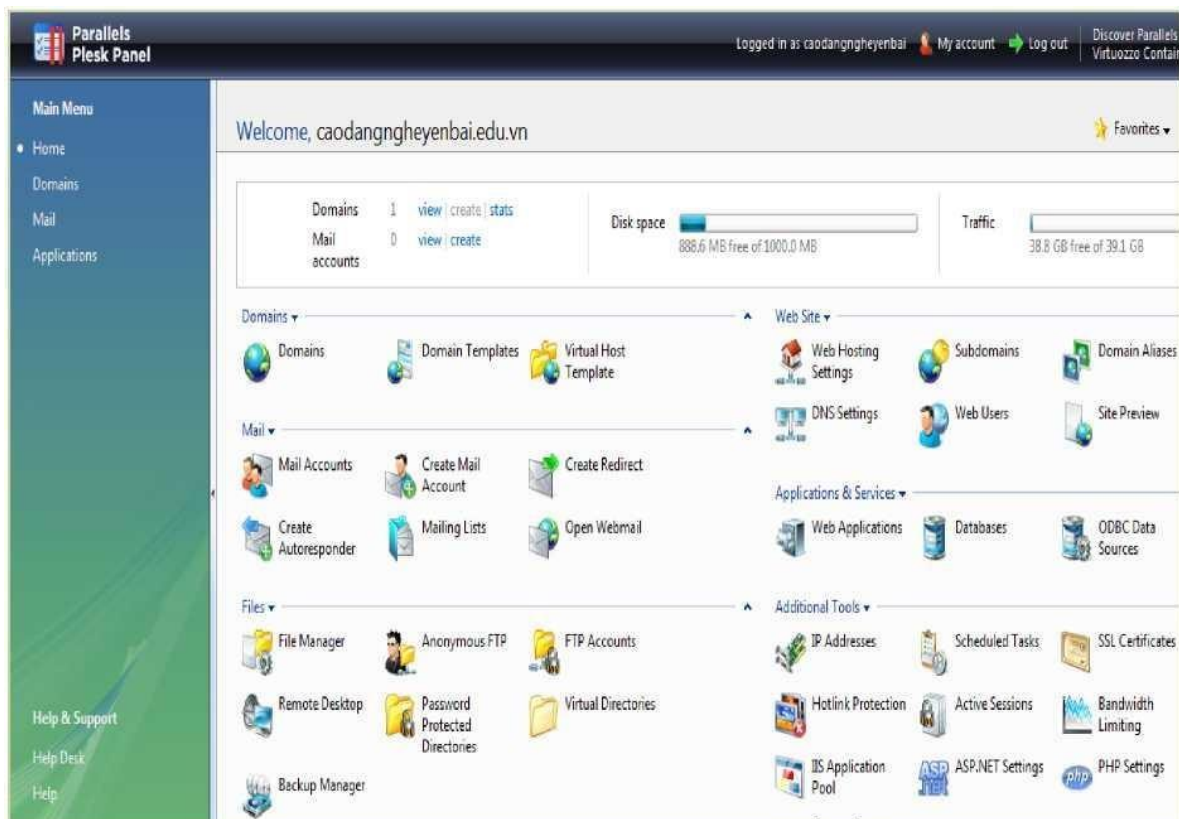 Parallels
Plesk Panel
Logged in as caodangngheyenbai My account Log out
Discover Parallels
Virtuozzo Contain
Main Menu
Home
Domains
Mail
Applications
Help & Support
Help Desk
Help
Welcome, caodangngheyenbai.edu.vn
Favorites
Domains 1 view | create | stats
Mail accounts 0 view | create
Disk space
888.6 MB free of 1000.0 MB
Traffic
38.8 GB free of 39.1 GB
Domains
Domains
Domain Templates
Virtual Host
Template
Mail
Mail Accounts
Create Mail
Account
Create Redirect
Create
Autoresponder
Mailing Lists
Open Webmail
Files
File Manager
Anonymous FTP
FTP Accounts
Remote Desktop
Password
Protected
Directories
Virtual Directories
Backup Manager
Web Site
Web Hosting
Settings
Subdomains
Domain Aliases
DNS Settings
Web Users
Site Preview
Applications & Services
Web Applications
Databases
ODBC Data
Sources
Additional Tools
IP Addresses
Scheduled Tasks
SSL Certificates
Hotlink Protection
Active Sessions
Bandwidth
Limiting
IIS Application
Pool
ASP.net
ASP.NET Settings
php
PHP Settings